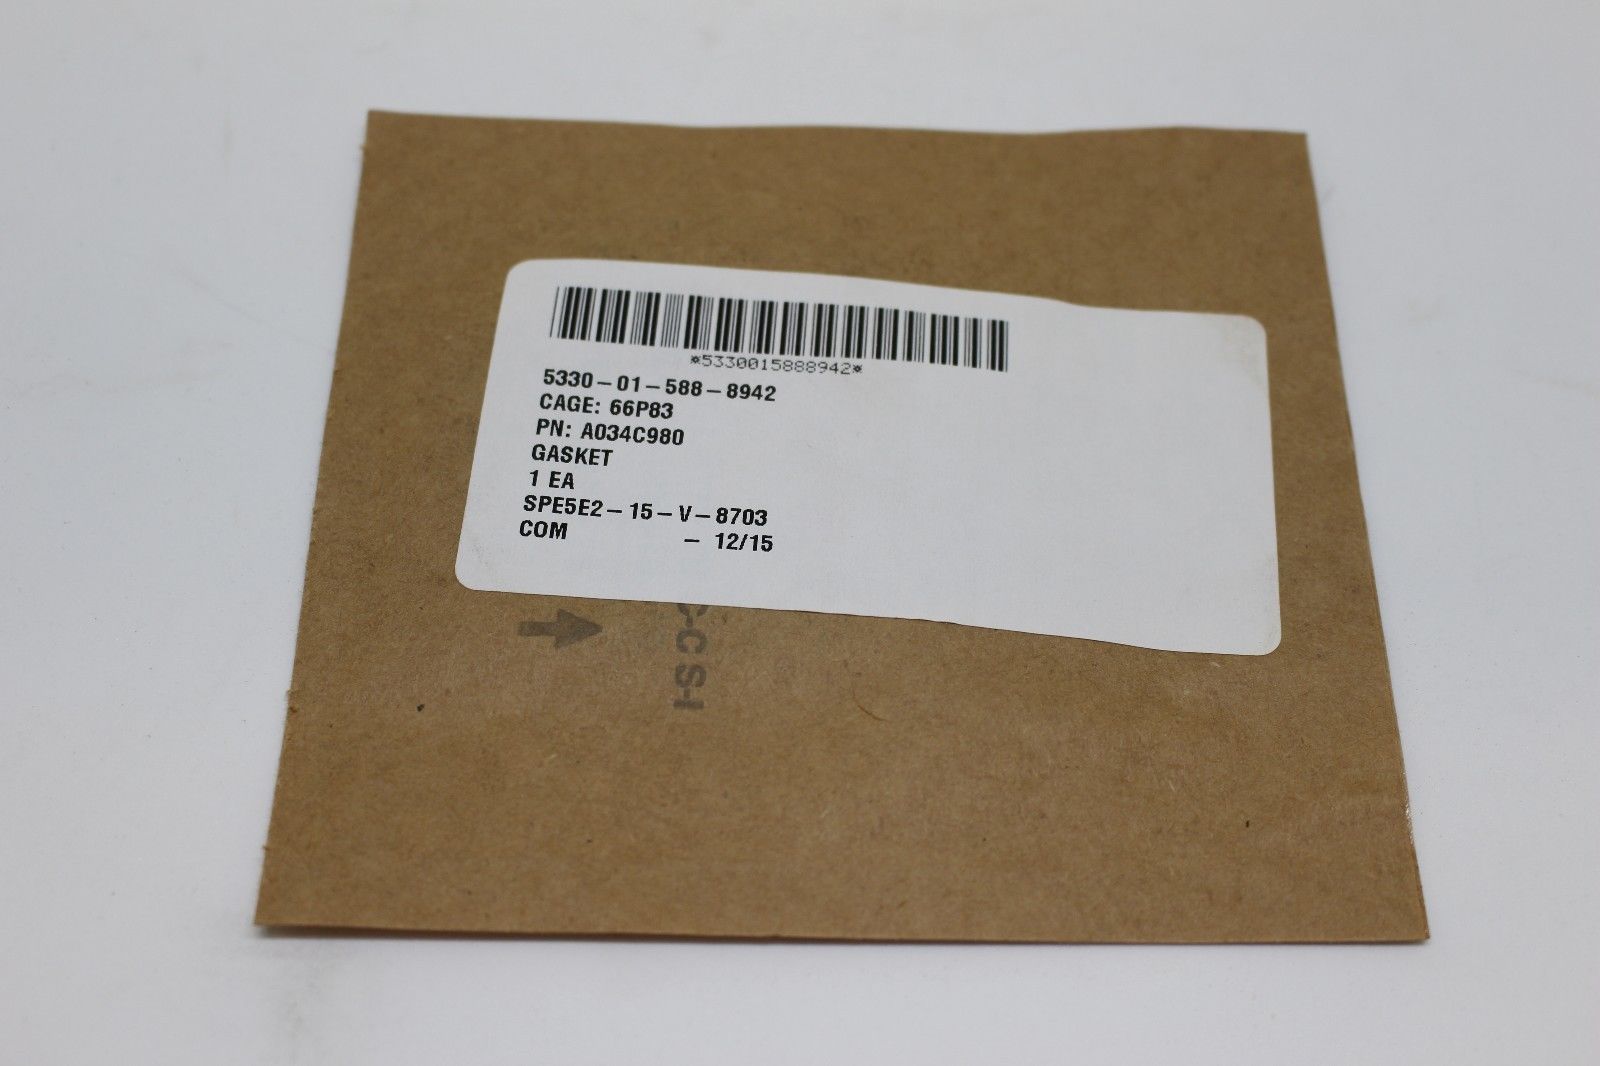 *5330015888942*
5330-01-588-8942
CAGE: 66P83
PN: A034C980
GASKET
1 EA
SPE5E2-15-V-8703
COM - 12/15
-C S-I